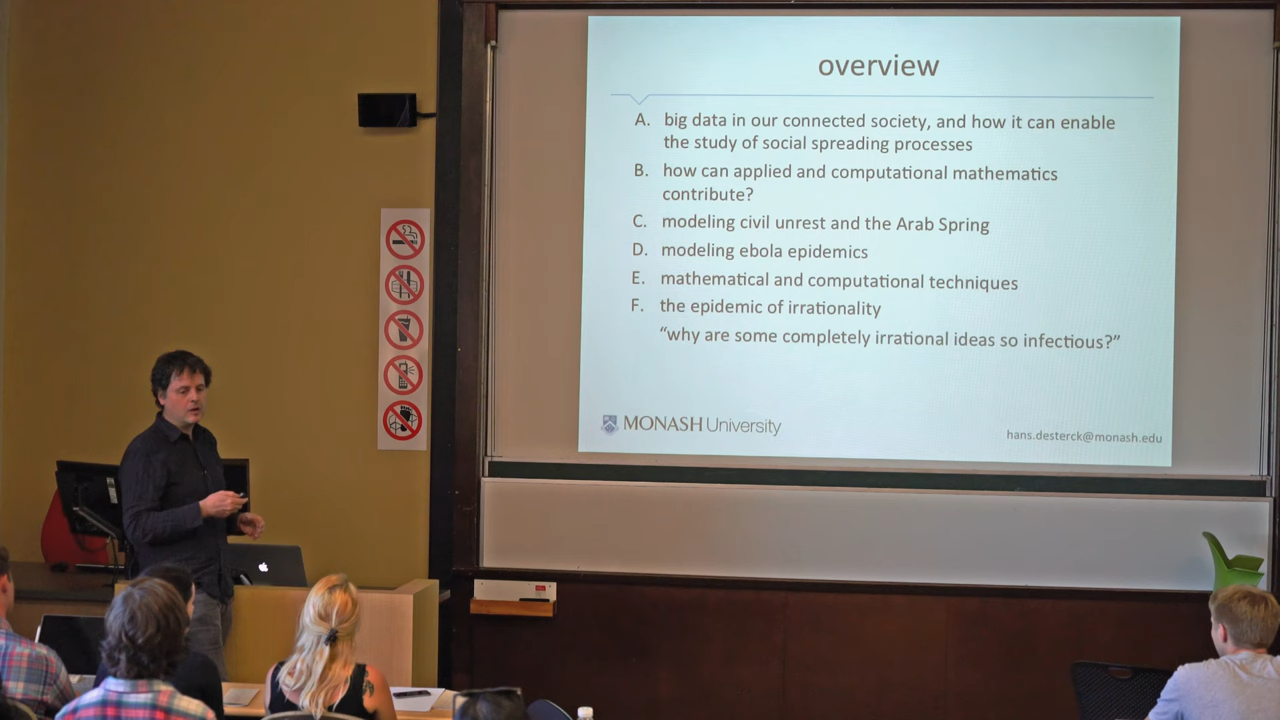 overview
A. big data in our connected society, and how it can enable
the study of social spreading processes
B. how can applied and computational mathematics
contribute?
C. modeling civil unrest and the Arab Spring
D. modeling ebola epidemics
E. mathematical and computational techniques
F. the epidemic of irrationality
“why are some completely irrational ideas so infectious?”
MONASH University
hans.desterck@monash.edu